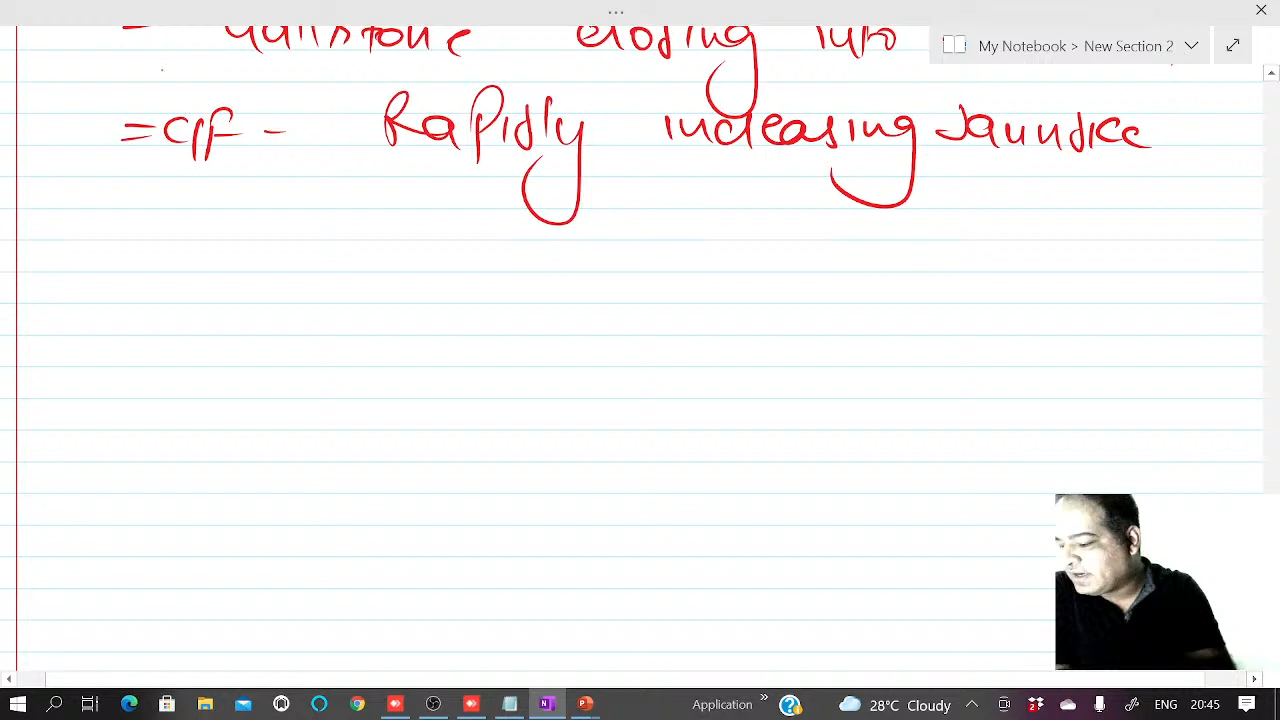 - Gallstone eroding into
My Notebook > New Section 2
= C/F - Rapidly increasing Jaundice
Application
28°C Cloudy
ENG
20:45